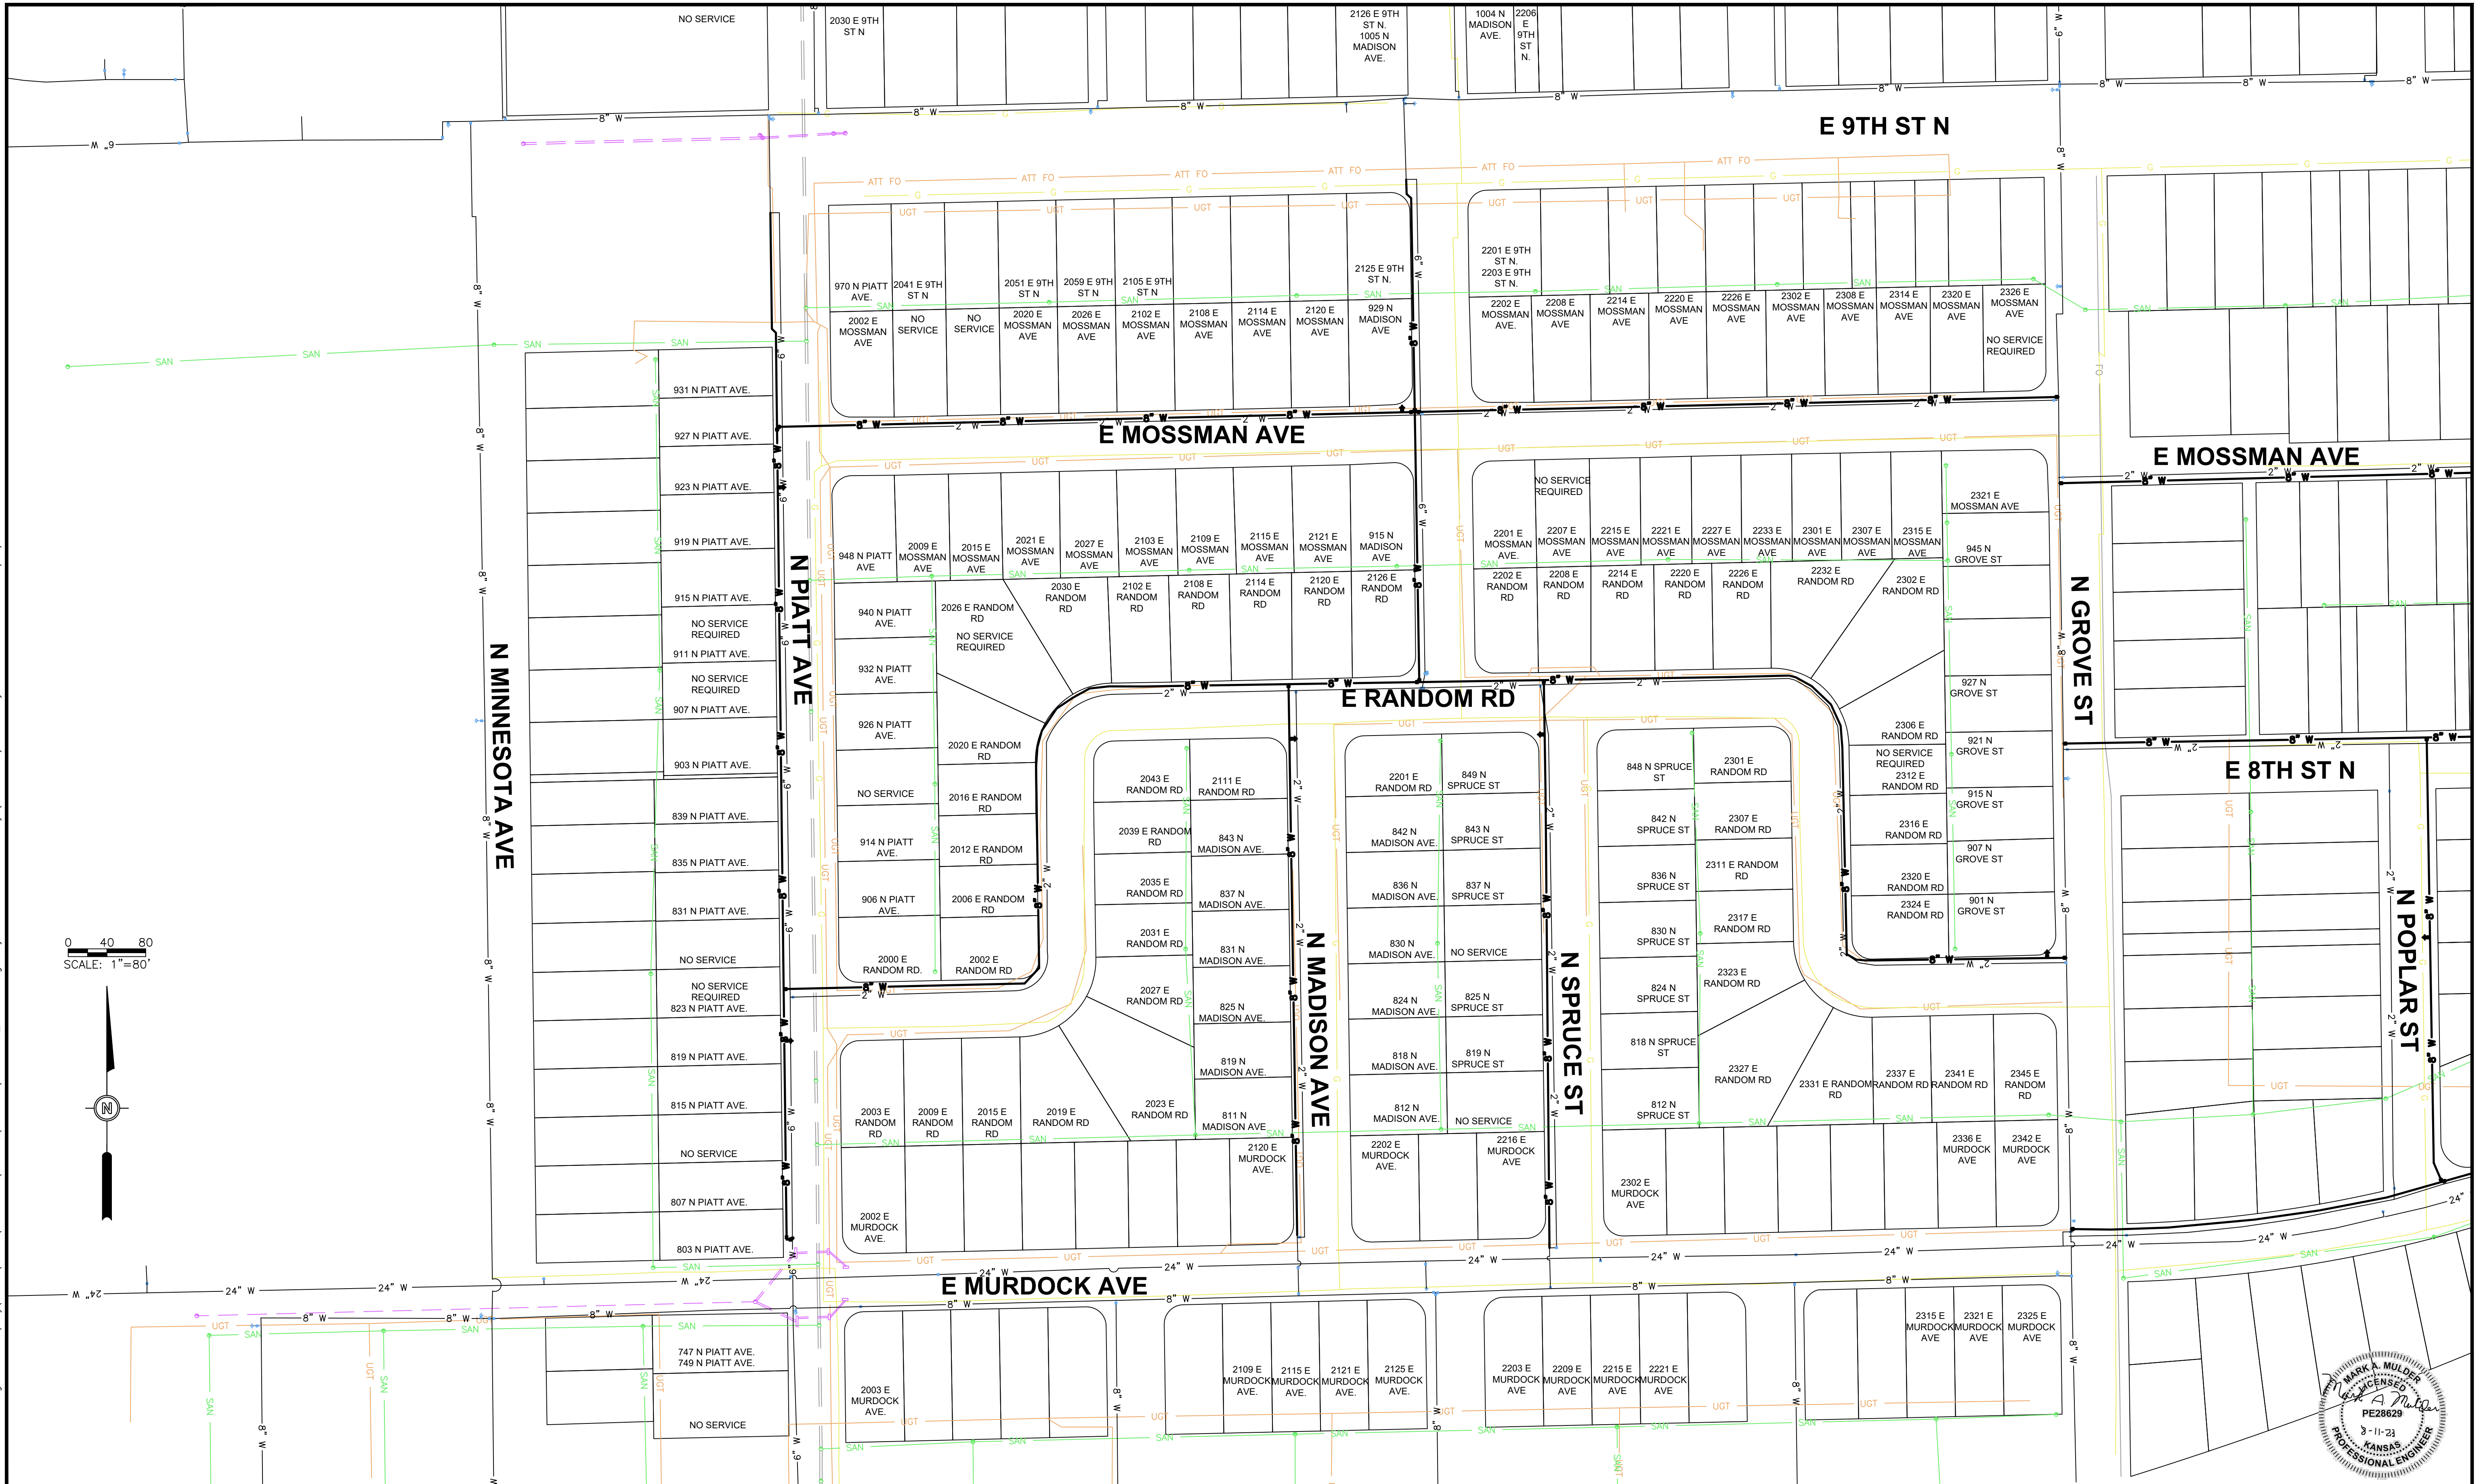 NO SERVICE
2030 E 9TH
ST N
2126 E 9TH
ST N.
1005 N
MADISON
AVE.
1004 N
MADISON
AVE.
2206
E
9TH
ST
N.
E 9TH ST N
970 N PIATT
AVE.
2041 E 9TH
ST N
2051 E 9TH
ST N
2059 E 9TH
ST N
2105 E 9TH
ST N
2125 E 9TH
ST N.
2201 E 9TH
ST N.
2203 E 9TH
ST N.
2002 E
MOSSMAN
AVE
NO
SERVICE
NO
SERVICE
2020 E
MOSSMAN
AVE
2026 E
MOSSMAN
AVE
2102 E
MOSSMAN
AVE
2108 E
MOSSMAN
AVE
2114 E
MOSSMAN
AVE
2120 E
MOSSMAN
AVE
929 N
MADISON
AVE
2202 E
MOSSMAN
AVE.
2208 E
MOSSMAN
AVE
2214 E
MOSSMAN
AVE
2220 E
MOSSMAN
AVE
2226 E
MOSSMAN
AVE
2302 E
MOSSMAN
AVE
2308 E
MOSSMAN
AVE
2314 E
MOSSMAN
AVE
2320 E
MOSSMAN
AVE
2326 E
MOSSMAN
AVE
NO SERVICE
REQUIRED
E MOSSMAN AVE
E MOSSMAN AVE
931 N PIATT AVE.
927 N PIATT AVE.
923 N PIATT AVE.
919 N PIATT AVE.
915 N PIATT AVE.
NO SERVICE
REQUIRED
911 N PIATT AVE.
NO SERVICE
REQUIRED
907 N PIATT AVE.
903 N PIATT AVE.
839 N PIATT AVE.
835 N PIATT AVE.
831 N PIATT AVE.
NO SERVICE
NO SERVICE
REQUIRED
823 N PIATT AVE.
819 N PIATT AVE.
815 N PIATT AVE.
NO SERVICE
807 N PIATT AVE.
803 N PIATT AVE.
N MINNESOTA AVE
N PIATT AVE
948 N PIATT
AVE
2009 E
MOSSMAN
AVE
2015 E
MOSSMAN
AVE
2021 E
MOSSMAN
AVE
2027 E
MOSSMAN
AVE
2103 E
MOSSMAN
AVE
2109 E
MOSSMAN
AVE
2115 E
MOSSMAN
AVE
2121 E
MOSSMAN
AVE
915 N
MADISON
AVE
NO SERVICE
REQUIRED
2201 E
MOSSMAN
AVE.
2207 E
MOSSMAN
AVE
2215 E
MOSSMAN
AVE
2221 E
MOSSMAN
AVE
2227 E
MOSSMAN
AVE
2233 E
MOSSMAN
AVE
2301 E
MOSSMAN
AVE
2307 E
MOSSMAN
AVE
2315 E
MOSSMAN
AVE
2321 E
MOSSMAN AVE
945 N
GROVE ST
940 N PIATT
AVE.
2026 E RANDOM
RD
NO SERVICE
REQUIRED
2030 E
RANDOM
RD
2102 E
RANDOM
RD
2108 E
RANDOM
RD
2114 E
RANDOM
RD
2120 E
RANDOM
RD
2126 E
RANDOM
RD
2202 E
RANDOM
RD
2208 E
RANDOM
RD
2214 E
RANDOM
RD
2220 E
RANDOM
RD
2226 E
RANDOM
RD
2232 E
RANDOM RD
2302 E
RANDOM RD
932 N PIATT
AVE.
926 N PIATT
AVE.
NO SERVICE
914 N PIATT
AVE.
906 N PIATT
AVE.
2020 E RANDOM
RD
2016 E RANDOM
RD
2012 E RANDOM
RD
2006 E RANDOM
RD
2000 E
RANDOM RD.
2002 E
RANDOM RD
E RANDOM RD
927 N
GROVE ST
921 N
GROVE ST
915 N
GROVE ST
907 N
GROVE ST
901 N
GROVE ST
2306 E
RANDOM RD
NO SERVICE
REQUIRED
2312 E
RANDOM RD
2316 E
RANDOM RD
2320 E
RANDOM RD
2324 E
RANDOM RD
N GROVE ST
E 8TH ST N
N POPLAR ST
2043 E
RANDOM RD
2111 E
RANDOM RD
2039 E RANDOM
RD
843 N
MADISON AVE.
2035 E
RANDOM RD
837 N
MADISON AVE.
2031 E
RANDOM RD
831 N
MADISON AVE.
2027 E
RANDOM RD
825 N
MADISON AVE.
819 N
MADISON AVE.
2023 E
RANDOM RD
811 N
MADISON AVE
N MADISON AVE
2201 E
RANDOM RD
849 N
SPRUCE ST
842 N
MADISON AVE.
843 N
SPRUCE ST
836 N
MADISON AVE.
837 N
SPRUCE ST
830 N
MADISON AVE.
NO SERVICE
824 N
MADISON AVE.
825 N
SPRUCE ST
818 N
MADISON AVE.
819 N
SPRUCE ST
812 N
MADISON AVE.
NO SERVICE
N SPRUCE ST
848 N SPRUCE
ST
2301 E
RANDOM RD
842 N
SPRUCE ST
2307 E
RANDOM RD
836 N
SPRUCE ST
2311 E RANDOM
RD
830 N
SPRUCE ST
2317 E
RANDOM RD
824 N
SPRUCE ST
2323 E
RANDOM RD
818 N SPRUCE
ST
2327 E
RANDOM RD
812 N
SPRUCE ST
2331 E RANDOM
RD
2337 E
RANDOM RD
2341 E
RANDOM RD
2345 E
RANDOM
RD
2003 E
RANDOM
RD
2009 E
RANDOM
RD
2015 E
RANDOM
RD
2019 E
RANDOM RD
2002 E
MURDOCK
AVE.
2120 E
MURDOCK
AVE.
2202 E
MURDOCK
AVE.
2216 E
MURDOCK
AVE
2302 E
MURDOCK
AVE
2336 E
MURDOCK
AVE
2342 E
MURDOCK
AVE
0 40 80
SCALE: 1"=80'
N
E MURDOCK AVE
747 N PIATT AVE.
749 N PIATT AVE.
NO SERVICE
2003 E
MURDOCK
AVE.
2109 E
MURDOCK
AVE.
2115 E
MURDOCK
AVE.
2121 E
MURDOCK
AVE.
2125 E
MURDOCK
AVE.
2203 E
MURDOCK
AVE
2209 E
MURDOCK
AVE
2215 E
MURDOCK
AVE
2221 E
MURDOCK
AVE
2315 E
MURDOCK
AVE
2321 E
MURDOCK
AVE
2325 E
MURDOCK
AVE
MARK A. MULDER
LICENSED
PE28629
KANSAS
PROFESSIONAL ENGINEER